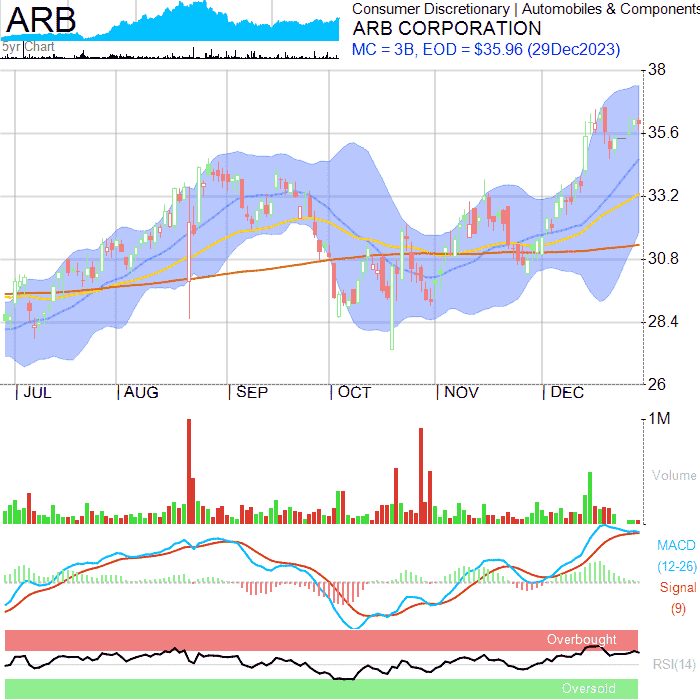 ARB
Consumer Discretionary | Automobiles & Components
ARB CORPORATION
MC = 3B, EOD = $35.96 (29Dec2023)
5yr Chart
38
35.6
33.2
30.8
28.4
26
| JUL | AUG | SEP | OCT | NOV | DEC
1M
Volume
MACD
(12-26)
Signal
(9)
Overbought
RSI(14)
Oversold